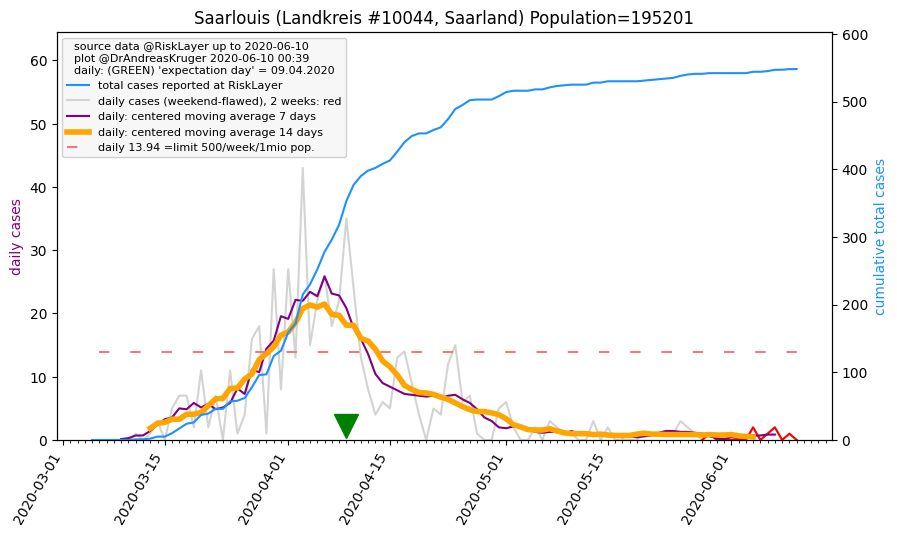 Saarlouis (Landkreis #10044, Saarland) Population=195201
source data @RiskLayer up to 2020-06-10
plot @DrAndreasKruger 2020-06-10 00:39
daily: (GREEN) 'expectation day' = 09.04.2020
total cases reported at RiskLayer
daily cases (weekend-flawed), 2 weeks: red
daily: centered moving average 7 days
daily: centered moving average 14 days
daily 13.94 =limit 500/week/1mio pop.
daily cases
60
50
40
30
20
10
0
cumulative total cases
600
500
400
300
200
100
0
2020-03-01
2020-03-15
2020-04-01
2020-04-15
2020-05-01
2020-05-15
2020-06-01